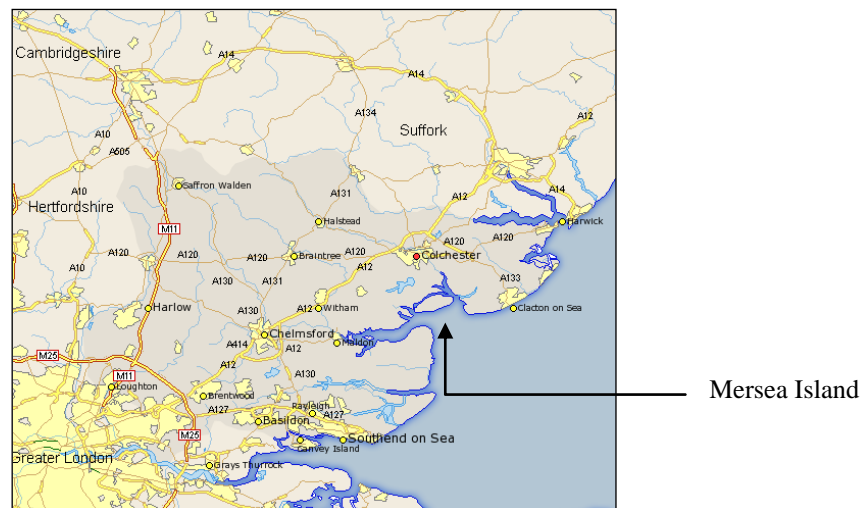 Cambridgeshire
A14
A14
A134
A12
A10
A505
Suffork
A10
Saffron Walden
A131
A12
A14
Hertfordshire
M11
Halstead
Harwick
A120
A120
A120
A120
A120
Braintree
Colchester
A10
A12
A130
A131
A133
Harlow
A130
A12
Witham
Clacton on Sea
Chelmsford
A414
Maldon
A12
M25
M11
A12
A130
Loughton
Brentwood
Mersea Island
A127
Rayleigh
A127
Basildon
M25
Southend on Sea
Canvey Island
Greater London
Grays Thurrock